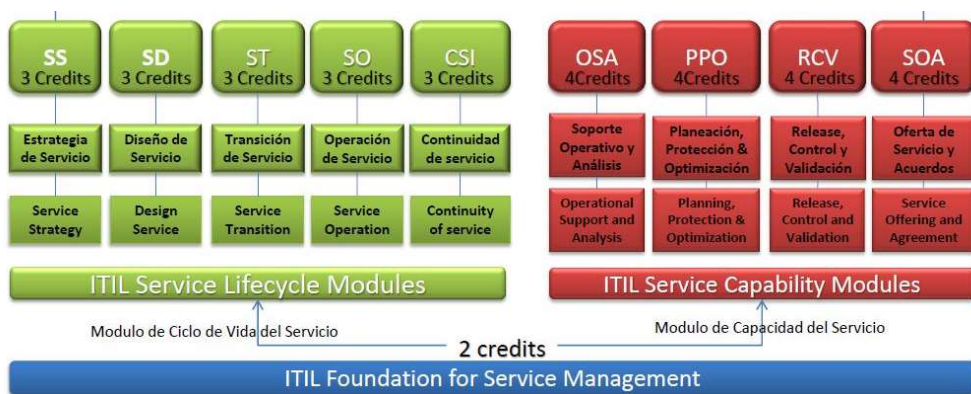 SS
3 Credits
SD
3 Credits
ST
3 Credits
SO
3 Credits
CSI
3 Credits
OSA
4Credits
PPO
4Credits
RCV
4 Credits
SOA
4 Credits
Estrategia
de Servicio
Diseño de
Servicio
Transición
de Servicio
Operación
de Servicio
Continuidad
de servicio
Soporte
Operativo y
Análisis
Planeación,
Protección &
Optimización
Release,
Control y
Validación
Oferta de
Servicio y
Acuerdos
Service
Strategy
Design
Service
Service
Transition
Service
Operation
Continuity
of service
Operational
Support and
Analysis
Planning,
Protection &
Optimization
Release,
Control and
Validation
Service
Offering and
Agreement
ITIL Service Lifecycle Modules
ITIL Service Capability Modules
Modulo de Ciclo de Vida del Servicio
Modulo de Capacidad del Servicio
2 credits
ITIL Foundation for Service Management